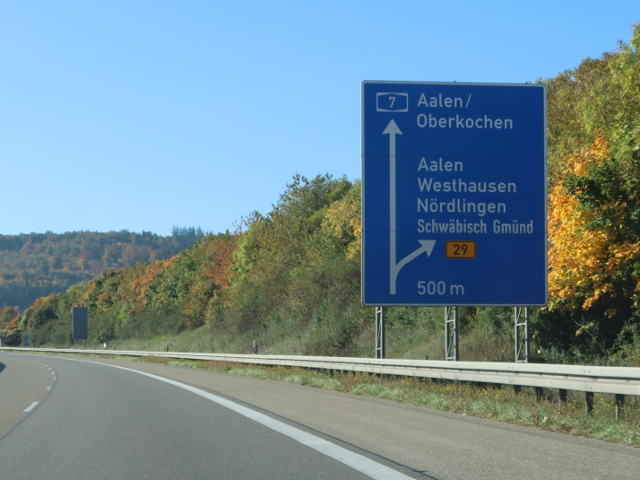 7
Aalen/
Oberkochen
Aalen
Westhausen
Nördlingen
Schwäbisch Gmünd
29
500 m